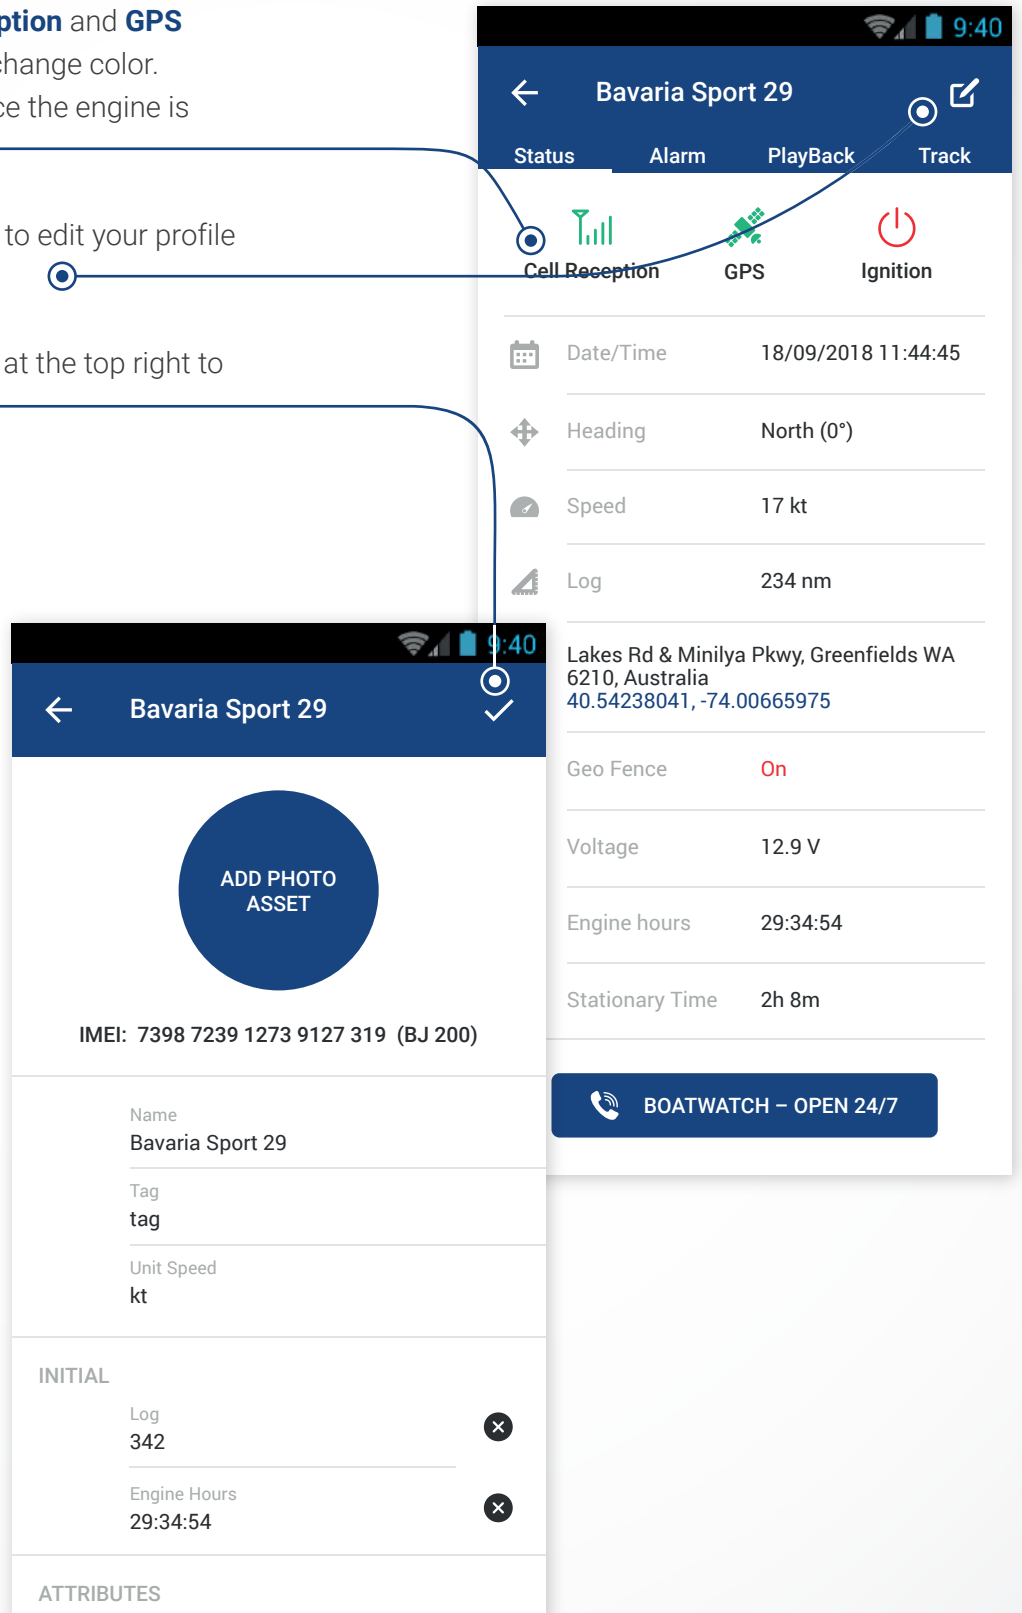 ption and GPS
change color.
ce the engine is
to edit your profile
at the top right to
9:40
Bavaria Sport 29
Status Alarm PlayBack Track
Cell Reception GPS Ignition
Date/Time 18/09/2018 11:44:45
Heading North (0°)
Speed 17 kt
Log 234 nm
Lakes Rd & Minilya Pkwy, Greenfields WA
6210, Australia
40.54238041, -74.00665975
Geo Fence On
Voltage 12.9 V
Engine hours 29:34:54
Stationary Time 2h 8m
BOATWATCH – OPEN 24/7
9:40
Bavaria Sport 29
ADD PHOTO
ASSET
IMEI: 7398 7239 1273 9127 319 (BJ 200)
Name
Bavaria Sport 29
Tag
tag
Unit Speed
kt
INITIAL
Log
342
Engine Hours
29:34:54
ATTRIBUTES